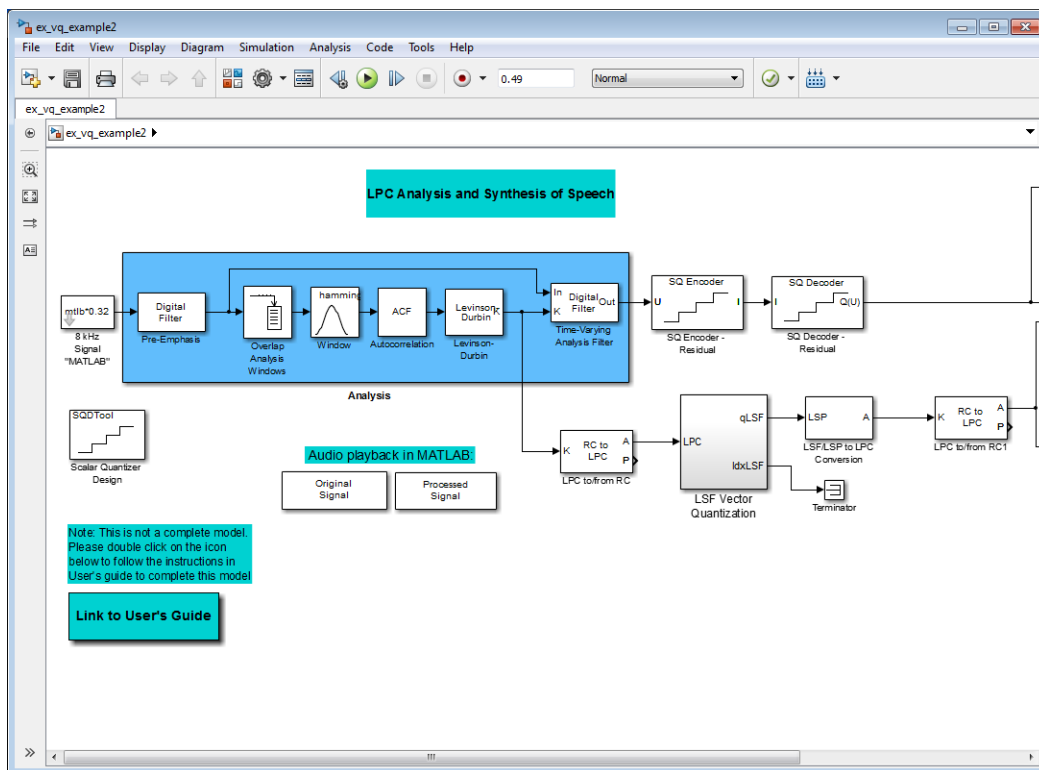 ex_vq_example2
File Edit View Display Diagram Simulation Analysis Code Tools Help
0.49
Normal
ex_vq_example2
ex_vq_example2
LPC Analysis and Synthesis of Speech
mtlb*0.32
8 kHz
Signal
"MATLAB"
Digital
Filter
Pre-Emphasis
Overlap
Analysis
Windows
hamming
Window
ACF
Autocorrelation
Levinson
Durbin
K
Levinson-
Durbin
In
K
Digital
Filter
Out
Time-Varying
Analysis Filter
Analysis
SQ Encoder
U
I
SQ Encoder -
Residual
SQ Decoder
I
Q(U)
SQ Decoder -
Residual
SQDTool
Scalar Quantizer
Design
Audio playback in MATLAB:
Original
Signal
Processed
Signal
K
RC to
LPC
A
P
LPC to/from RC
LPC
qLSF
IdxLSF
LSF Vector
Quantization
Terminator
LSP
A
LSF/LSP to LPC
Conversion
K
RC to
LPC
A
P
LPC to/from RC1
Note: This is not a complete model.
Please double click on the icon
below to follow the instructions in
User's guide to complete this model
Link to User's Guide